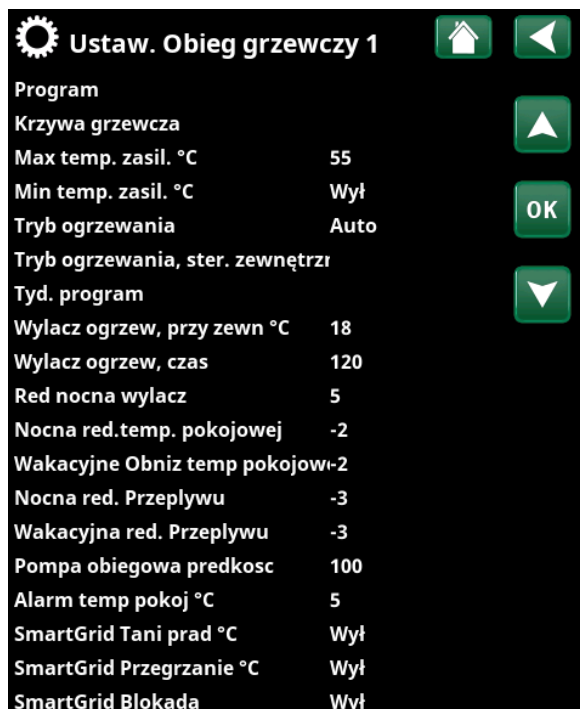 Ustaw. Obieg grzewczy 1
Program
Krzywa grzewcza
Max temp. zasil. °C 55
Min temp. zasil. °C Wył
Tryb ogrzewania Auto
OK
Tryb ogrzewania, ster. zewnętrzr
Tyd. program
Wylacz ogrzew, przy zewn °C 18
Wylacz ogrzew, czas 120
Red nocna wylacz 5
Nocna red.temp. pokojowej -2
Wakacyjne Obniz temp pokojow -2
Nocna red. Przeplywu -3
Wakacyjna red. Przeplywu -3
Pompa obiegowa predkosc 100
Alarm temp pokoj °C 5
SmartGrid Tani prad °C Wył
SmartGrid Przegrzanie °C Wył
SmartGrid Blokada Wył